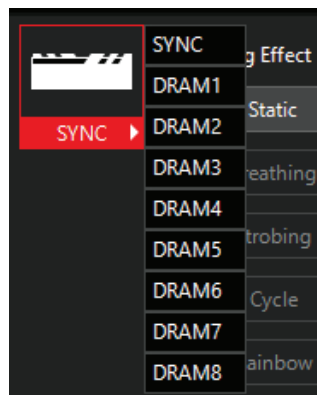 SYNC
SYNC
DRAM1
DRAM2
DRAM3
DRAM4
DRAM5
DRAM6
DRAM7
DRAM8
g Effect
Static
reathing
trobing
Cycle
ainbow